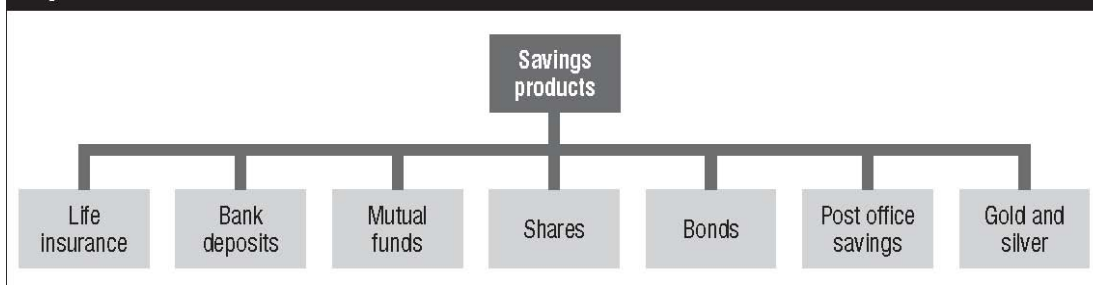 Savings
products
Life
insurance
Bank
deposits
Mutual
funds
Shares
Bonds
Post office
savings
Gold and
silver